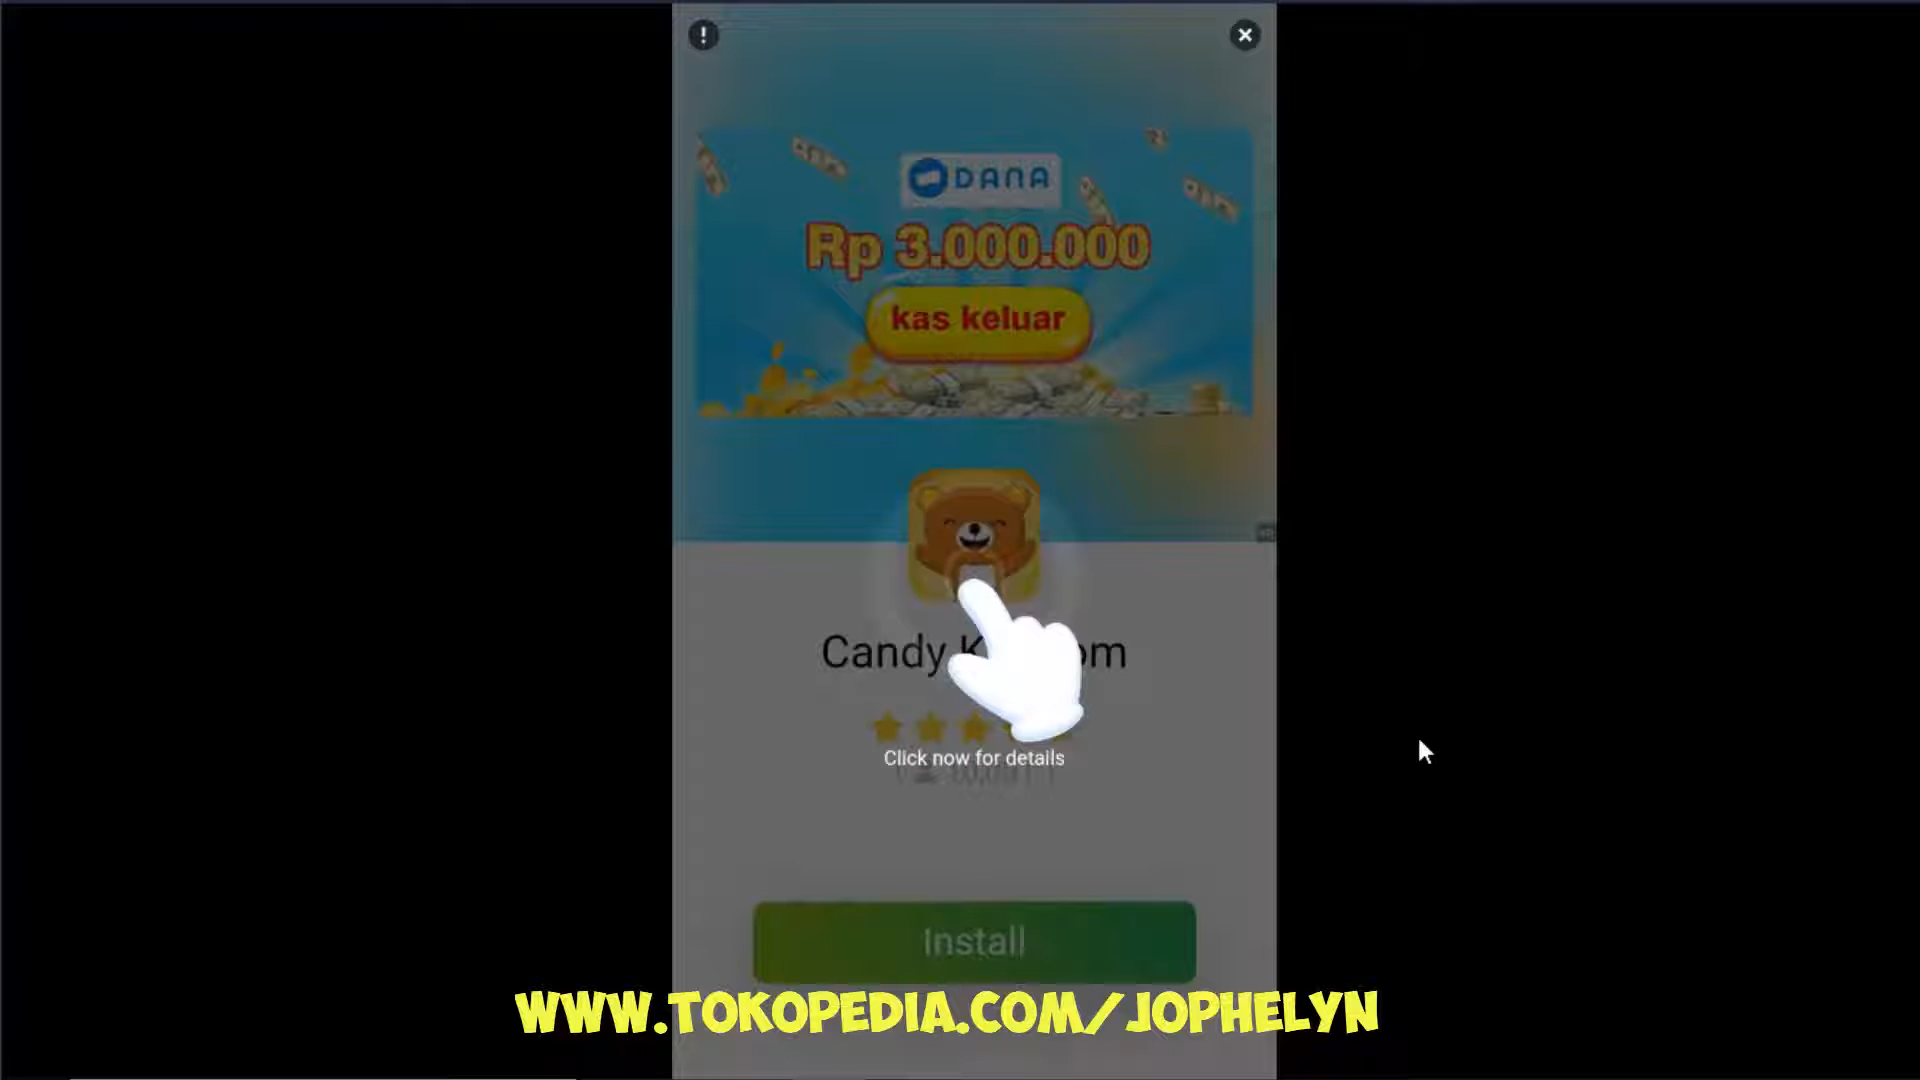 DANA
Rp 3.000.000
kas keluar
Candy
Click now for details
Install
WWW.TOKOPEDIA.COM/JOPHELYN